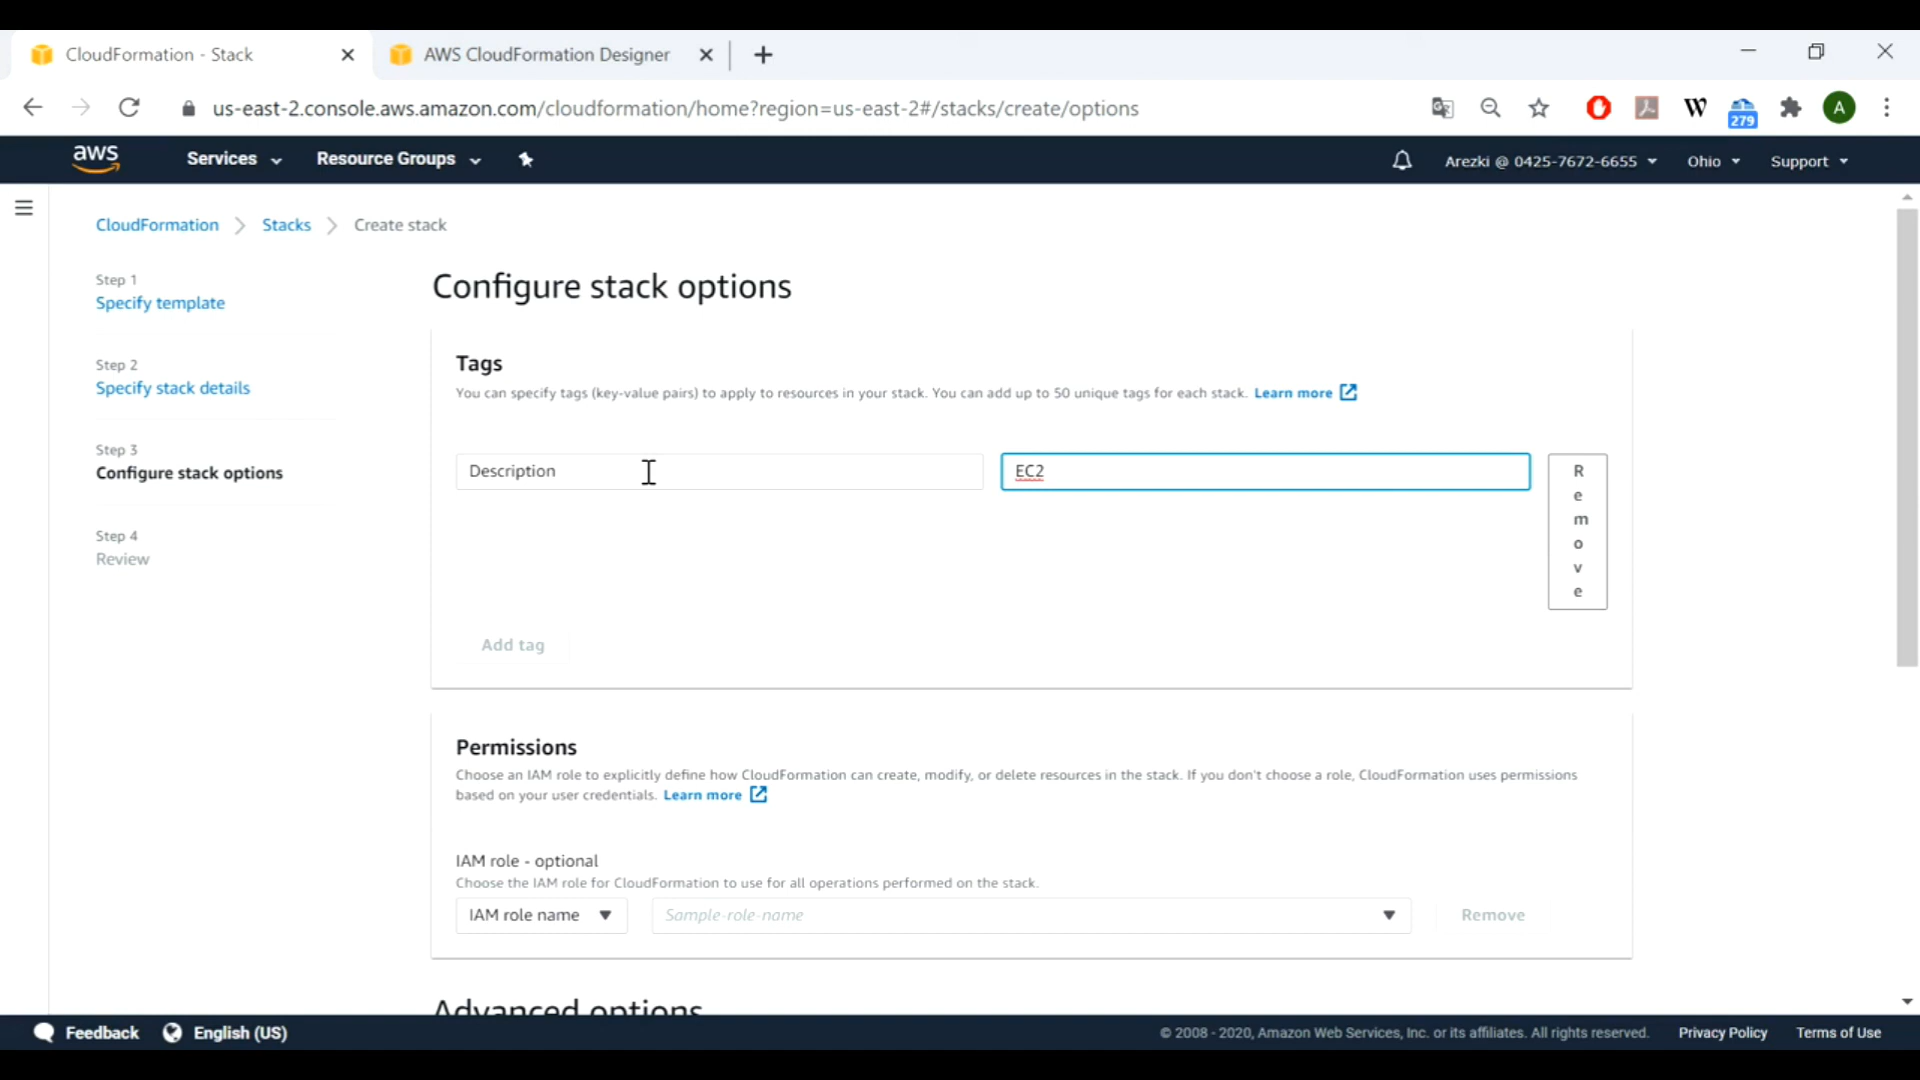 CloudFormation - Stack
AWS CloudFormation Designer
us-east-2.console.aws.amazon.com/cloudformation/home?region=us-east-2#/stacks/create/options
W
279
A
aws
Services
Resource Groups
Arezki @ 0425-7672-6655
Ohio
Support
CloudFormation
Stacks
Create stack
Step 1
Specify template
Step 2
Specify stack details
Step 3
Configure stack options
Step 4
Review
Configure stack options
Tags
You can specify tags (key-value pairs) to apply to resources in your stack. You can add up to 50 unique tags for each stack. Learn more
Description
EC2
Remove
Add tag
Permissions
Choose an IAM role to explicitly define how CloudFormation can create, modify, or delete resources in the stack. If you don't choose a role, CloudFormation uses permissions
based on your user credentials. Learn more
IAM role - optional
Choose the IAM role for CloudFormation to use for all operations performed on the stack.
IAM role name
Sample-role-name
Remove
Advanced options
Feedback
English (US)
© 2008 - 2020, Amazon Web Services, Inc. or its affiliates. All rights reserved.
Privacy Policy
Terms of Use